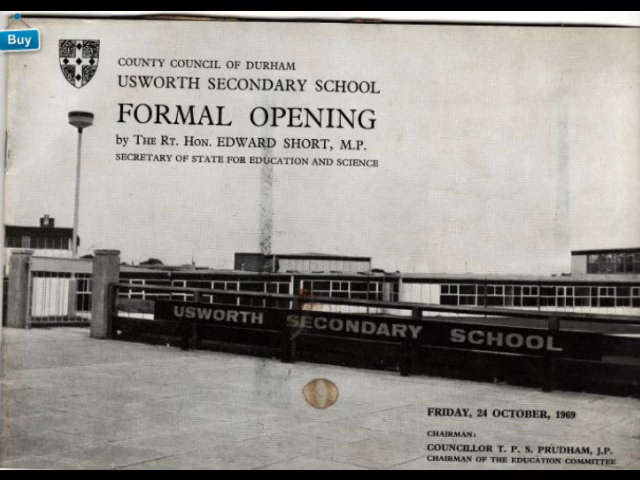 Buy
COUNTY COUNCIL OF DURHAM
USWORTH SECONDARY SCHOOL
FORMAL OPENING
by THE RT. HON. EDWARD SHORT, M.P.
SECRETARY OF STATE FOR EDUCATION AND SCIENCE
USWORTH SECONDARY SCHOOL
FRIDAY, 24 OCTOBER, 1969
CHAIRMAN:
COUNCILLOR T. P. S. PRUDHAM, J.P.
CHAIRMAN OF THE EDUCATION COMMITTEE